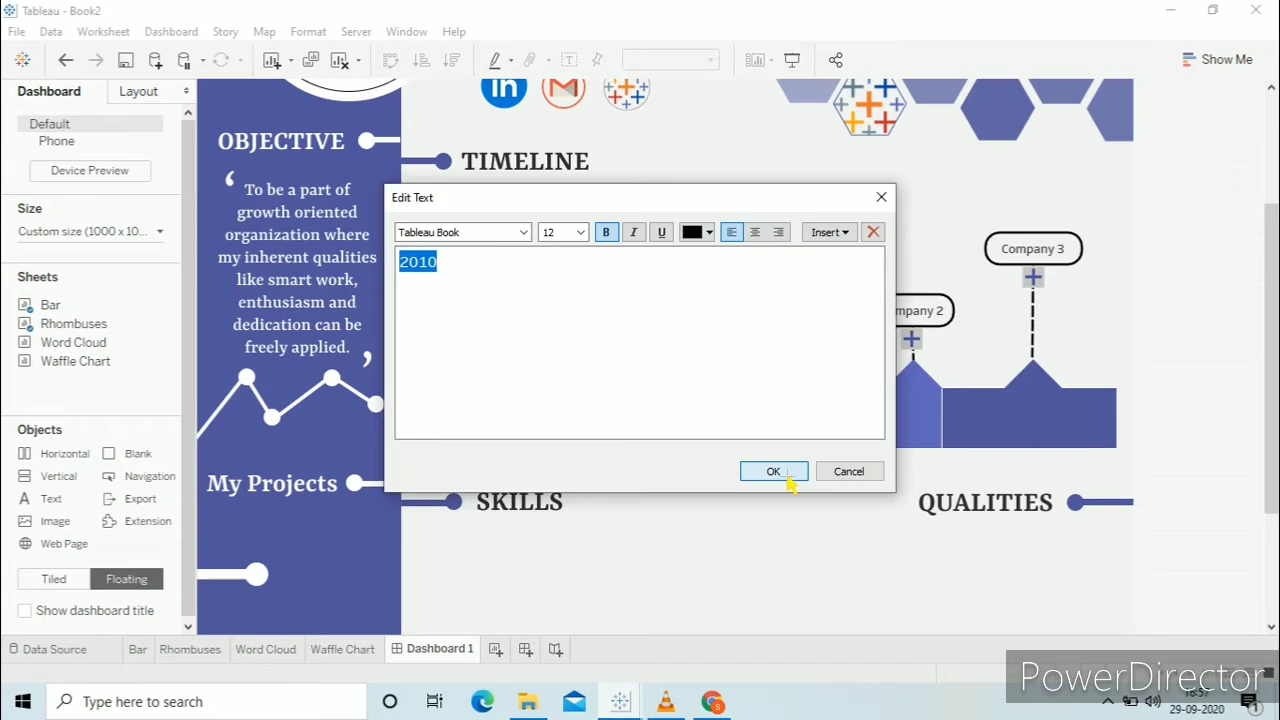 Tableau - Book2
File Data Worksheet Dashboard Story Map Format Server Window Help
Show Me
Dashboard Layout
Default
Phone
Device Preview
Size
Custom size (1000 x 10...
Sheets
Bar
Rhombuses
Word Cloud
Waffle Chart
Objects
Horizontal Blank
Vertical Navigation
Text Export
Image Extension
Web Page
Tiled Floating
Show dashboard title
in
OBJECTIVE
‘ To be a part of
growth oriented
organization where
my inherent qualities
like smart work,
enthusiasm and
dedication can be
freely applied. ’
My Projects
TIMELINE
Edit Text
Tableau Book 12 B I U Insert
2010
OK Cancel
Company 3
mpany 2
SKILLS
QUALITIES
Data Source Bar Rhombuses Word Cloud Waffle Chart Dashboard 1
PowerDirector
Type here to search
29-09-2020